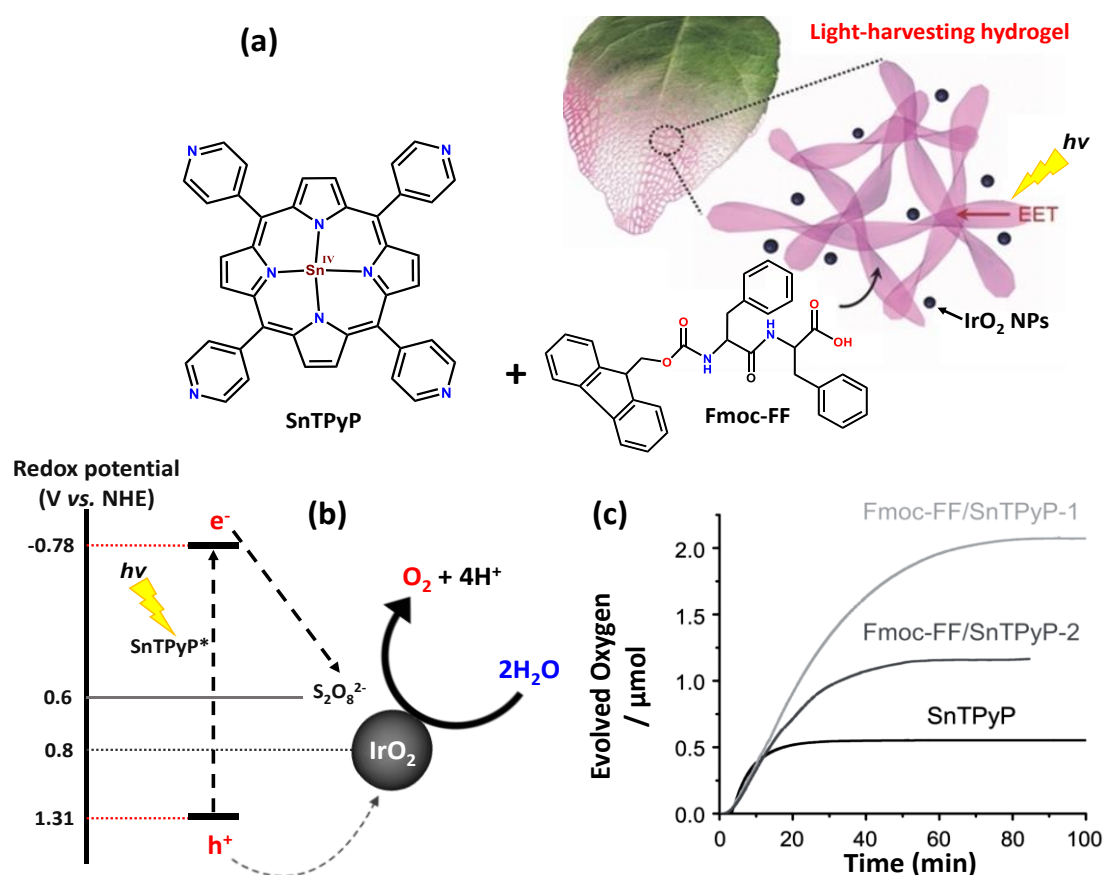 (a)
Light-harvesting hydrogel
hv
EET
IrO₂ NPs
N
N
N
N
N
N
N
N
Sn
IV
SnTPyP
+
O
O
N
H
O
H
N
O
OH
Fmoc-FF
Redox potential
(V vs. NHE)
(b)
-0.78
0.6
0.8
1.31
e⁻
hv
SnTPyP*
h⁺
S₂O₈²⁻
IrO₂
O₂ + 4H⁺
2H₂O
(c)
Evolved Oxygen
/ µmol
2.0
1.5
1.0
0.5
0.0
Fmoc-FF/SnTPyP-1
Fmoc-FF/SnTPyP-2
SnTPyP
0
20
40
60
80
100
Time (min)